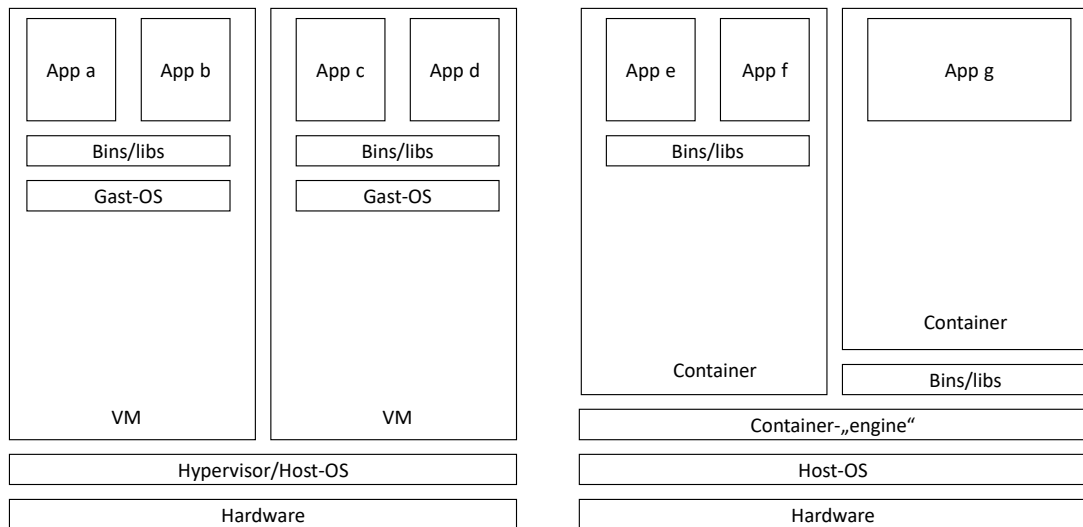 App a
App b
Bins/libs
Gast-OS
VM
App c
App d
Bins/libs
Gast-OS
VM
Hypervisor/Host-OS
Hardware
App e
App f
Bins/libs
Container
App g
Container
Bins/libs
Container-„engine“
Host-OS
Hardware